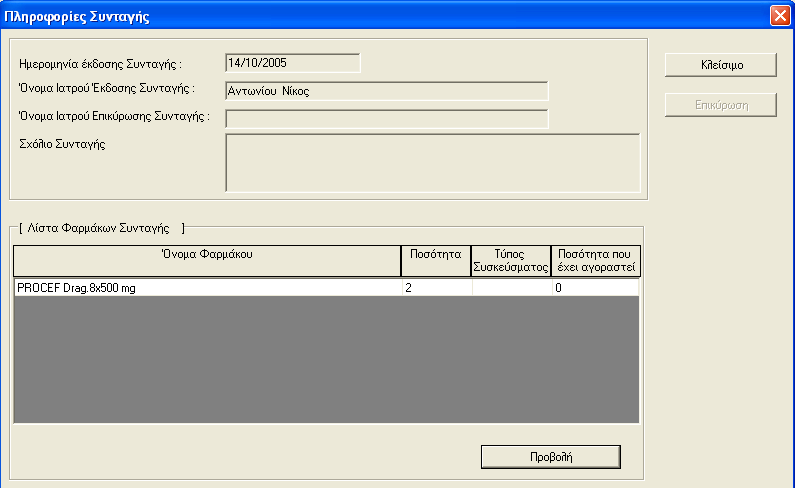 Πληροφορίες Συνταγής
Ημερομηνία έκδοσης Συνταγής :
14/10/2005
Κλείσιμο
Όνομα Ιατρού Έκδοσης Συνταγής :
Αντωνίου Νίκος
Επικύρωση
Όνομα Ιατρού Επικύρωσης Συνταγής :
Σχόλιο Συνταγής
[ Λίστα Φαρμάκων Συνταγής ]
Όνομα Φαρμάκου
Ποσότητα
Τύπος
Συσκεύσματος
Ποσότητα που
έχει αγοραστεί
PROCEF Drag.8x500 mg
2
0
Προβολή